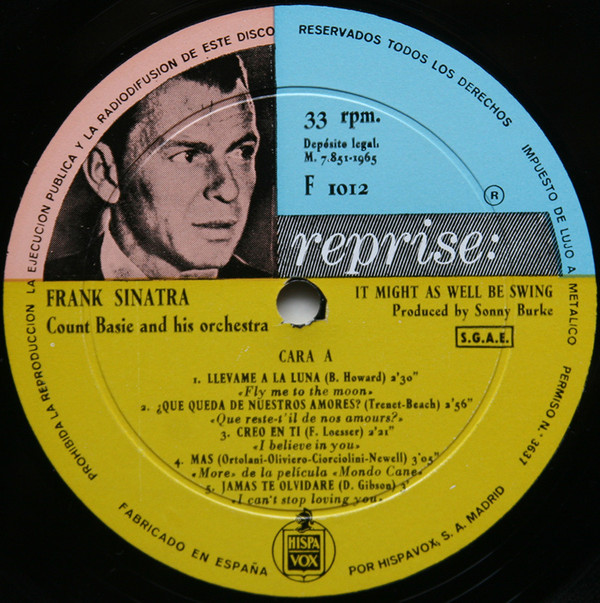 PROHIBIDA LA REPRODUCCION LA EJECUCION PUBLICA Y LA RADIODIFUSION DE ESTE DISCO
RESERVADOS TODOS LOS DERECHOS
IMPUESTO DE LUJO A METALICO
PERMISO N.º 3637
33 rpm.
Depósito legal:
M. 7.851-1965
F 1012
R
reprise:
FRANK SINATRA
Count Basie and his orchestra
IT MIGHT AS WELL BE SWING
Produced by Sonny Burke
S.G.A.E.
CARA A
1. LLEVAME A LA LUNA (B. Howard) 2'30"
«Fly me to the moon»
2. ¿QUE QUEDA DE NUESTROS AMORES? (Trenet-Beach) 2'56"
«Que reste-t'il de nos amours?»
3. CREO EN TI (F. Loesser) 2'21"
«I believe in you»
4. MAS (Ortolani-Oliviero-Ciorciolini-Newell) 3'05"
«More» de la película «Mondo Cane»
5. JAMAS TE OLVIDARE (D. Gibson)
«I can't stop loving you»
HISPA
VOX
FABRICADO EN ESPAÑA
POR HISPAVOX, S. A. MADRID